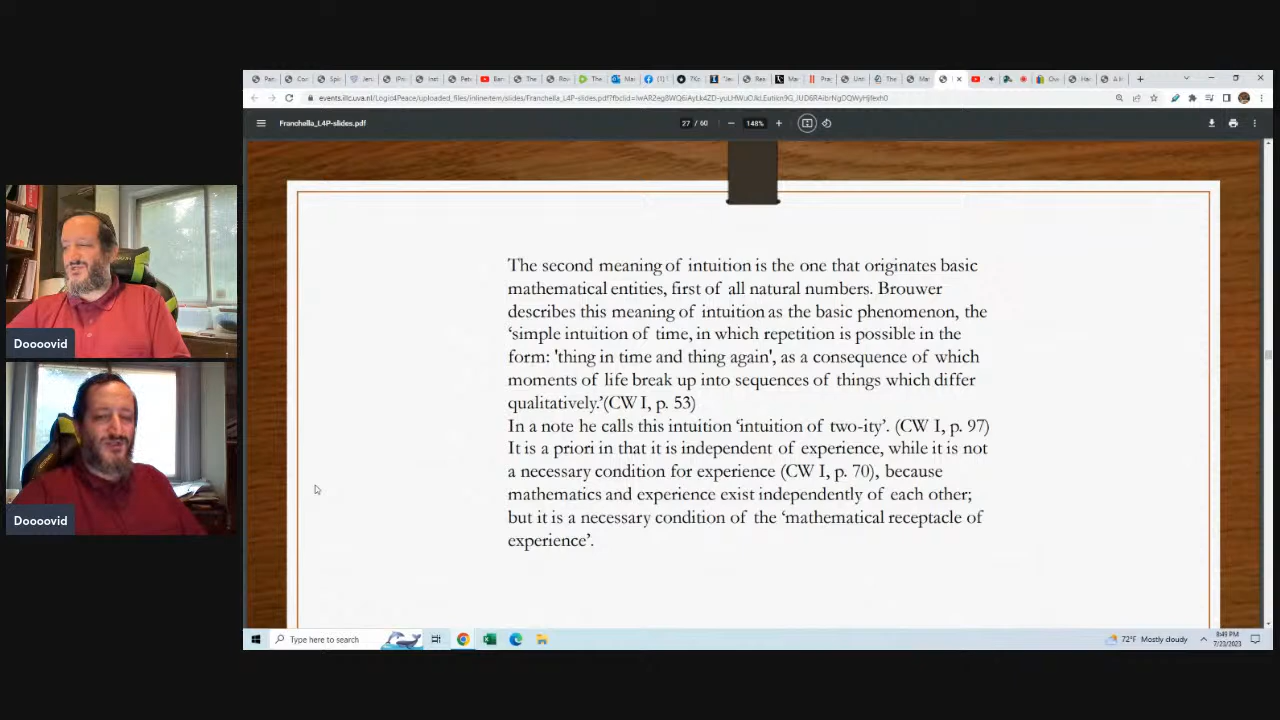 Franchella_L4P-slides.pdf
27 / 60
148%
The second meaning of intuition is the one that originates basic
mathematical entities, first of all natural numbers. Brouwer
describes this meaning of intuition as the basic phenomenon, the
‘simple intuition of time, in which repetition is possible in the
form: 'thing in time and thing again', as a consequence of which
moments of life break up into sequences of things which differ
qualitatively.’(CW I, p. 53)
In a note he calls this intuition ‘intuition of two-ity’. (CW I, p. 97)
It is a priori in that it is independent of experience, while it is not
a necessary condition for experience (CW I, p. 70), because
mathematics and experience exist independently of each other;
but it is a necessary condition of the ‘mathematical receptacle of
experience’.
Doooovid
Doooovid
Type here to search
72°F Mostly cloudy
8:49 PM
7/23/2023